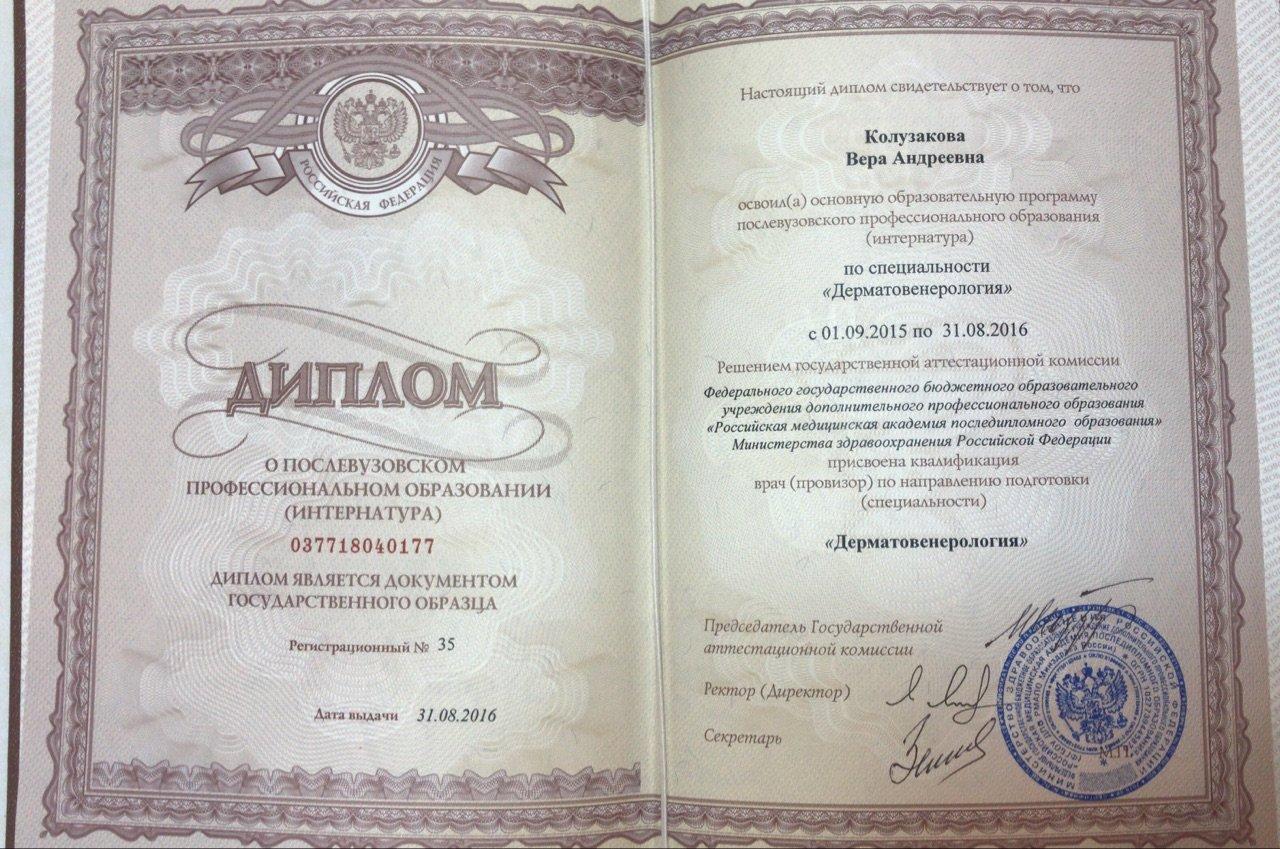 РОССИЙСКАЯ ФЕДЕРАЦИЯ
ДИПЛОМ
О ПОСЛЕВУЗОВСКОМ
ПРОФЕССИОНАЛЬНОМ ОБРАЗОВАНИИ
(ИНТЕРНАТУРА)
037718040177
ДИПЛОМ ЯВЛЯЕТСЯ ДОКУМЕНТОМ
ГОСУДАРСТВЕННОГО ОБРАЗЦА
Регистрационный № 35
Дата выдачи 31.08.2016
Настоящий диплом свидетельствует о том, что
Колузакова
Вера Андреевна
освоил(а) основную образовательную программу
послевузовского профессионального образования
(интернатура)
по специальности
«Дерматовенерология»
с 01.09.2015 по 31.08.2016
Решением государственной аттестационной комиссии
Федерального государственного бюджетного образовательного
учреждения дополнительного профессионального образования
«Российская медицинская академия последипломного образования»
Министерства здравоохранения Российской Федерации
присвоена квалификация
врач (провизор) по направлению подготовки
(специальности)
«Дерматовенерология»
Председатель Государственной
аттестационной комиссии
Ректор (Директор)
Секретарь
М.П.
МИНИСТЕРСТВО ЗДРАВООХРАНЕНИЯ РОССИЙСКОЙ ФЕДЕРАЦИИ